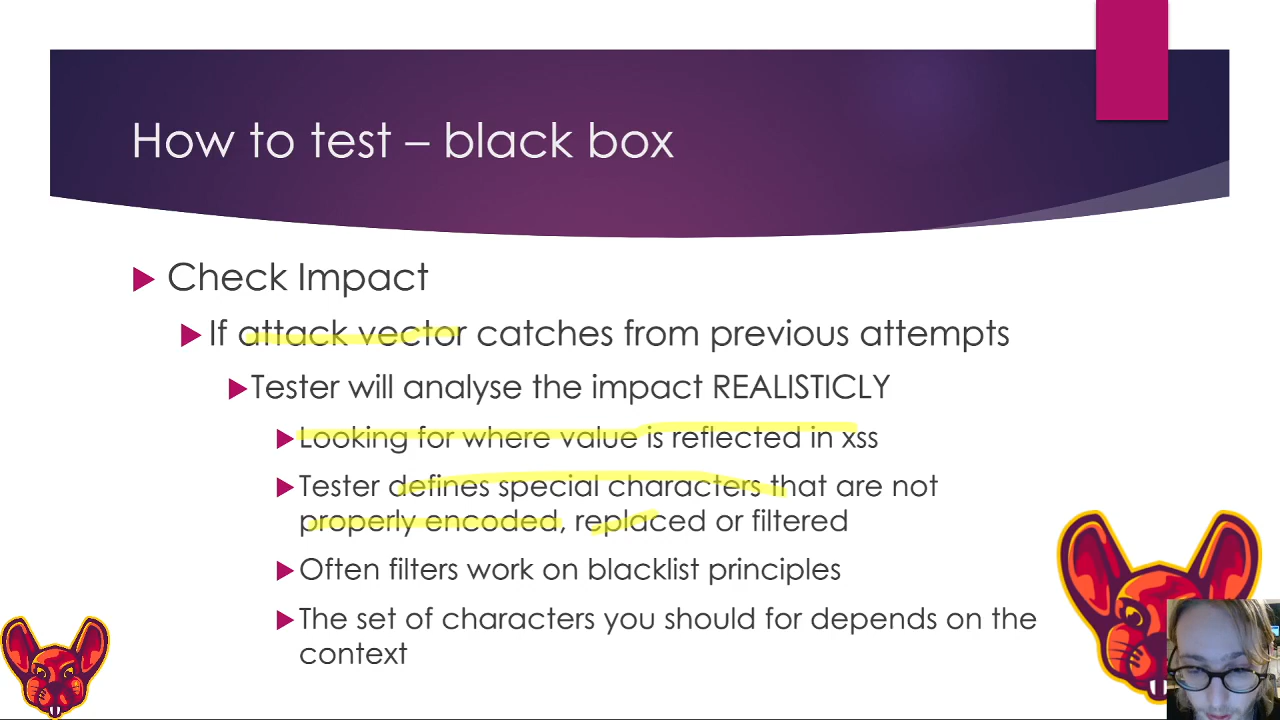 How to test – black box
Check Impact
If attack vector catches from previous attempts
Tester will analyse the impact REALISTICLY
Looking for where value is reflected in xss
Tester defines special characters that are not
properly encoded, replaced or filtered
Often filters work on blacklist principles
The set of characters you should for depends on the
context